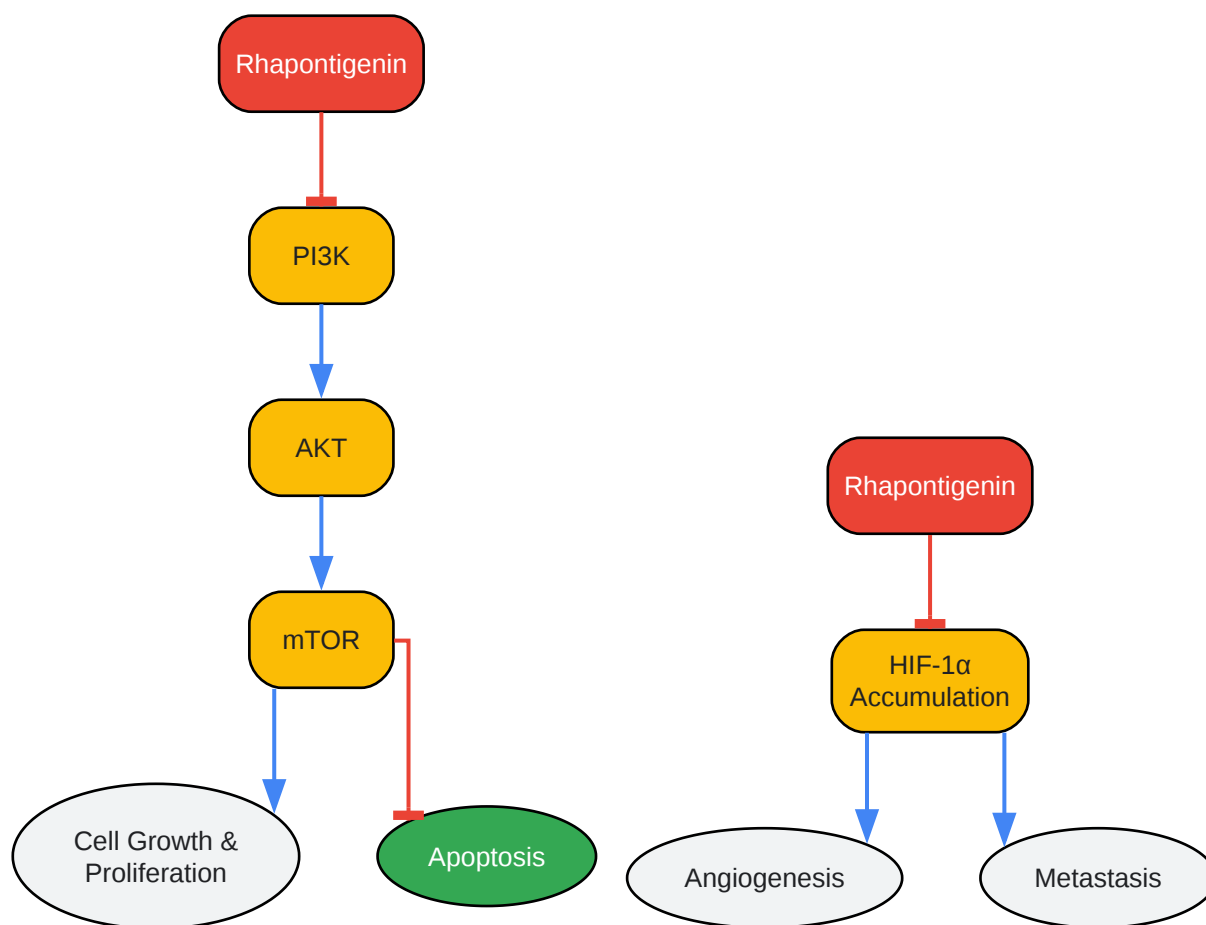 Rhapontigenin
PI3K
AKT
mTOR
Cell Growth &
Proliferation
Apoptosis
Rhapontigenin
HIF-1α
Accumulation
Angiogenesis
Metastasis